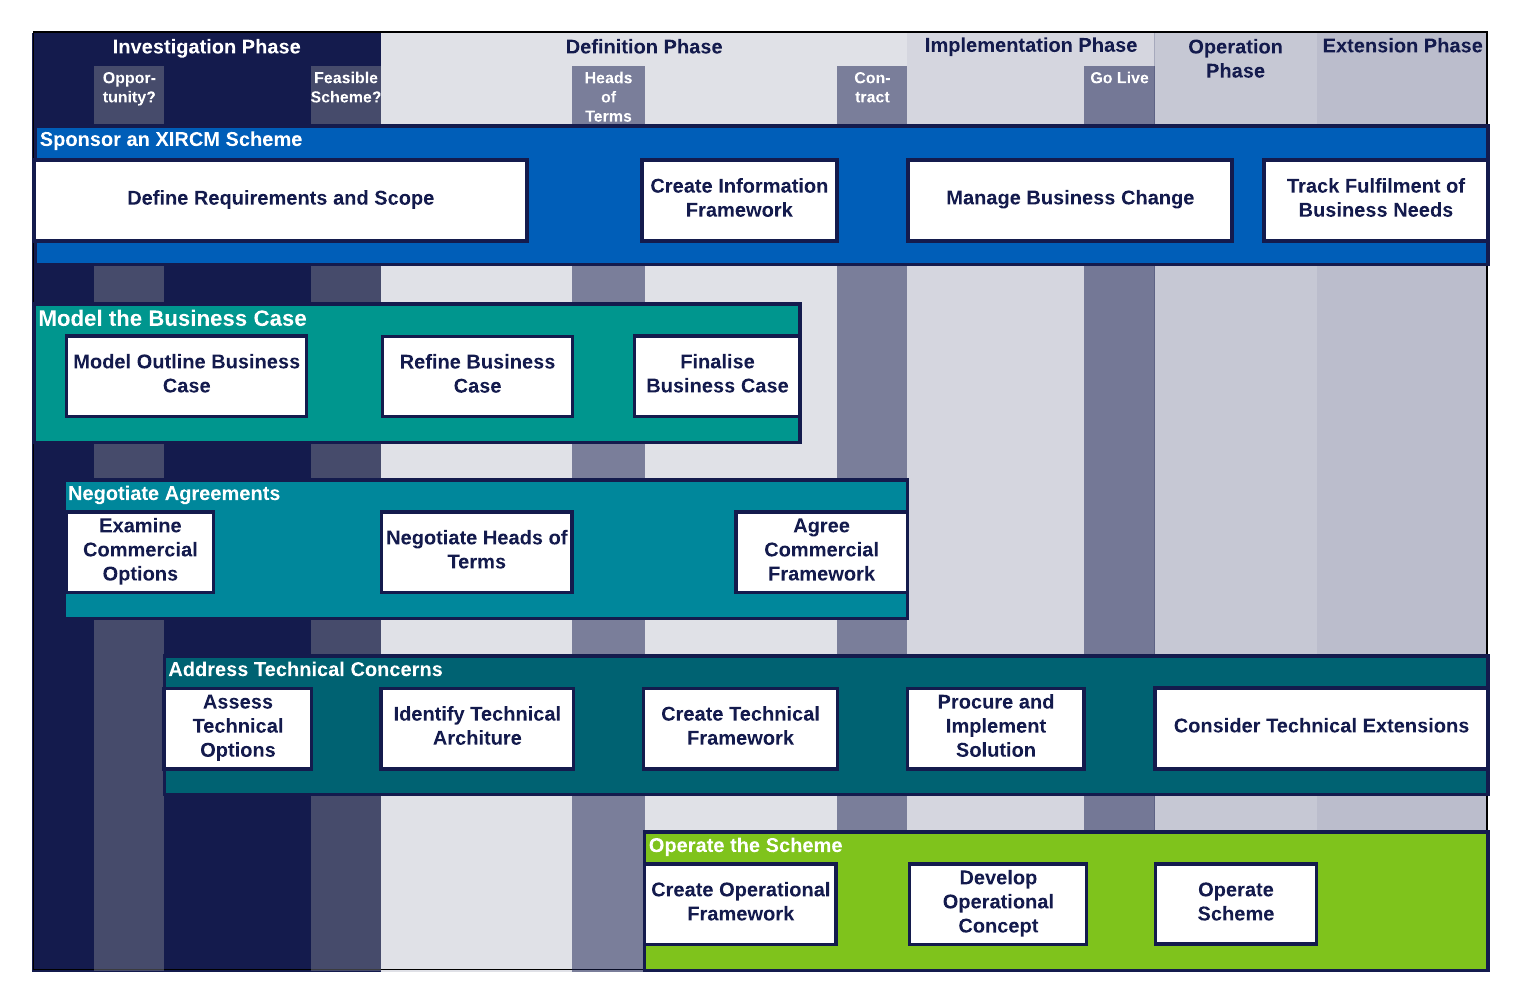 Investigation Phase
Definition Phase
Implementation Phase
Operation
Phase
Extension Phase
Oppor-
tunity?
Feasible
Scheme?
Heads
of
Terms
Con-
tract
Go Live
Sponsor an XIRCM Scheme
Define Requirements and Scope
Create Information
Framework
Manage Business Change
Track Fulfilment of
Business Needs
Model the Business Case
Model Outline Business
Case
Refine Business
Case
Finalise
Business Case
Negotiate Agreements
Examine
Commercial
Options
Negotiate Heads of
Terms
Agree
Commercial
Framework
Address Technical Concerns
Assess
Technical
Options
Identify Technical
Architure
Create Technical
Framework
Procure and
Implement
Solution
Consider Technical Extensions
Operate the Scheme
Create Operational
Framework
Develop
Operational
Concept
Operate
Scheme